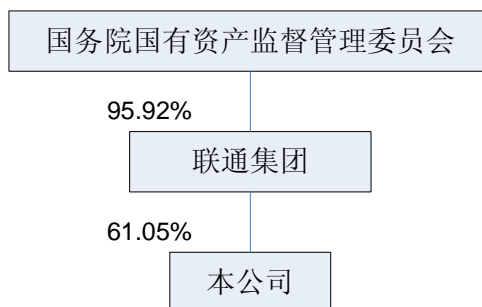 国务院国有资产监督管理委员会
95.92%
联通集团
61.05%
本公司